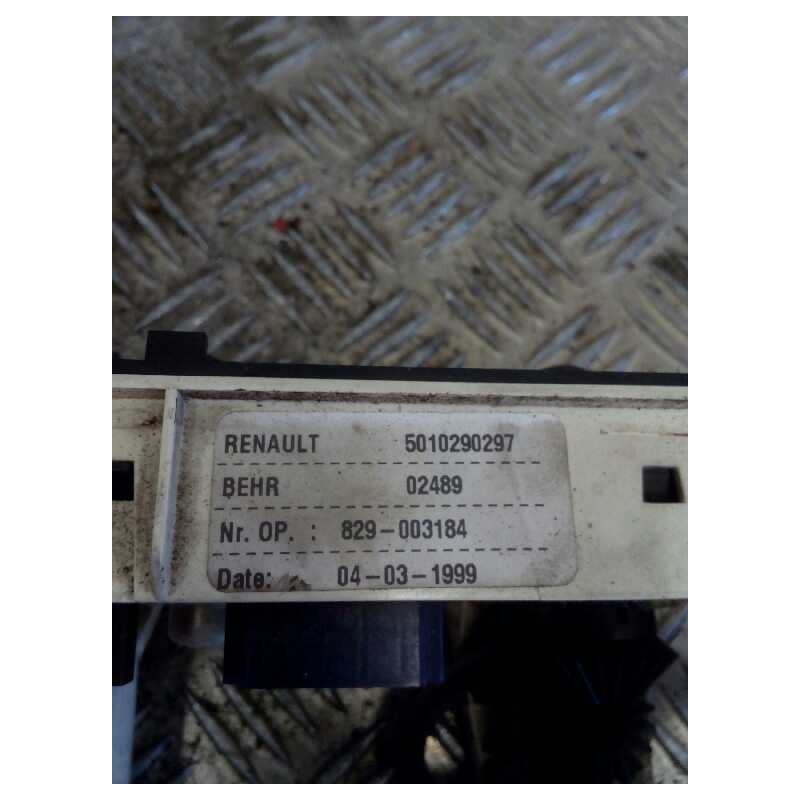 RENAULT 5010290297
BEHR 02489
Nr. OP. : 829-003184
Date: 04-03-1999